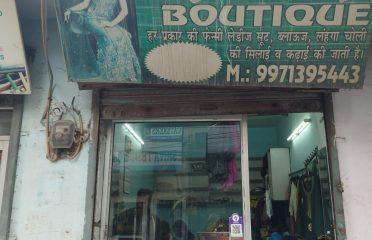 BOUTIQUE
हर प्रकार की फैन्सी लेडीज सूट, ब्लाऊज, लहंगा चोली
की सिलाई व कढ़ाई की जाती है।
M.: 9971395443